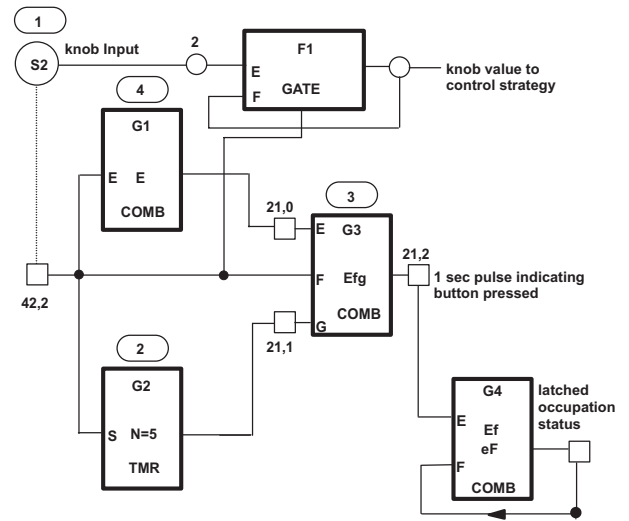 1
S2
knob Input
2
F1
E
F
GATE
knob value to
control strategy
4
G1
E E
COMB
21,0
3
E G3
F Efg
COMB
G
21,2
1 sec pulse indicating
button pressed
42,2
21,1
2
G2
S N=5
TMR
G4
E
Ef
eF
F
COMB
latched
occupation
status